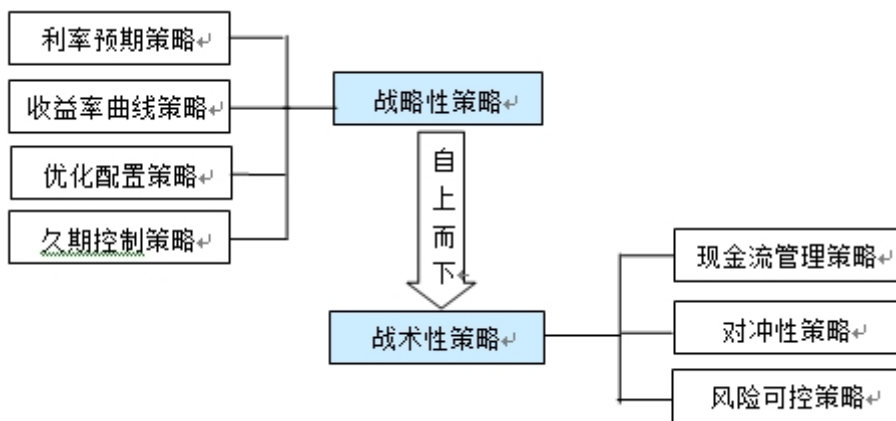 利率预期策略
收益率曲线策略
优化配置策略
久期控制策略
战略性策略
自
上
而
下
战术性策略
现金流管理策略
对冲性策略
风险可控策略